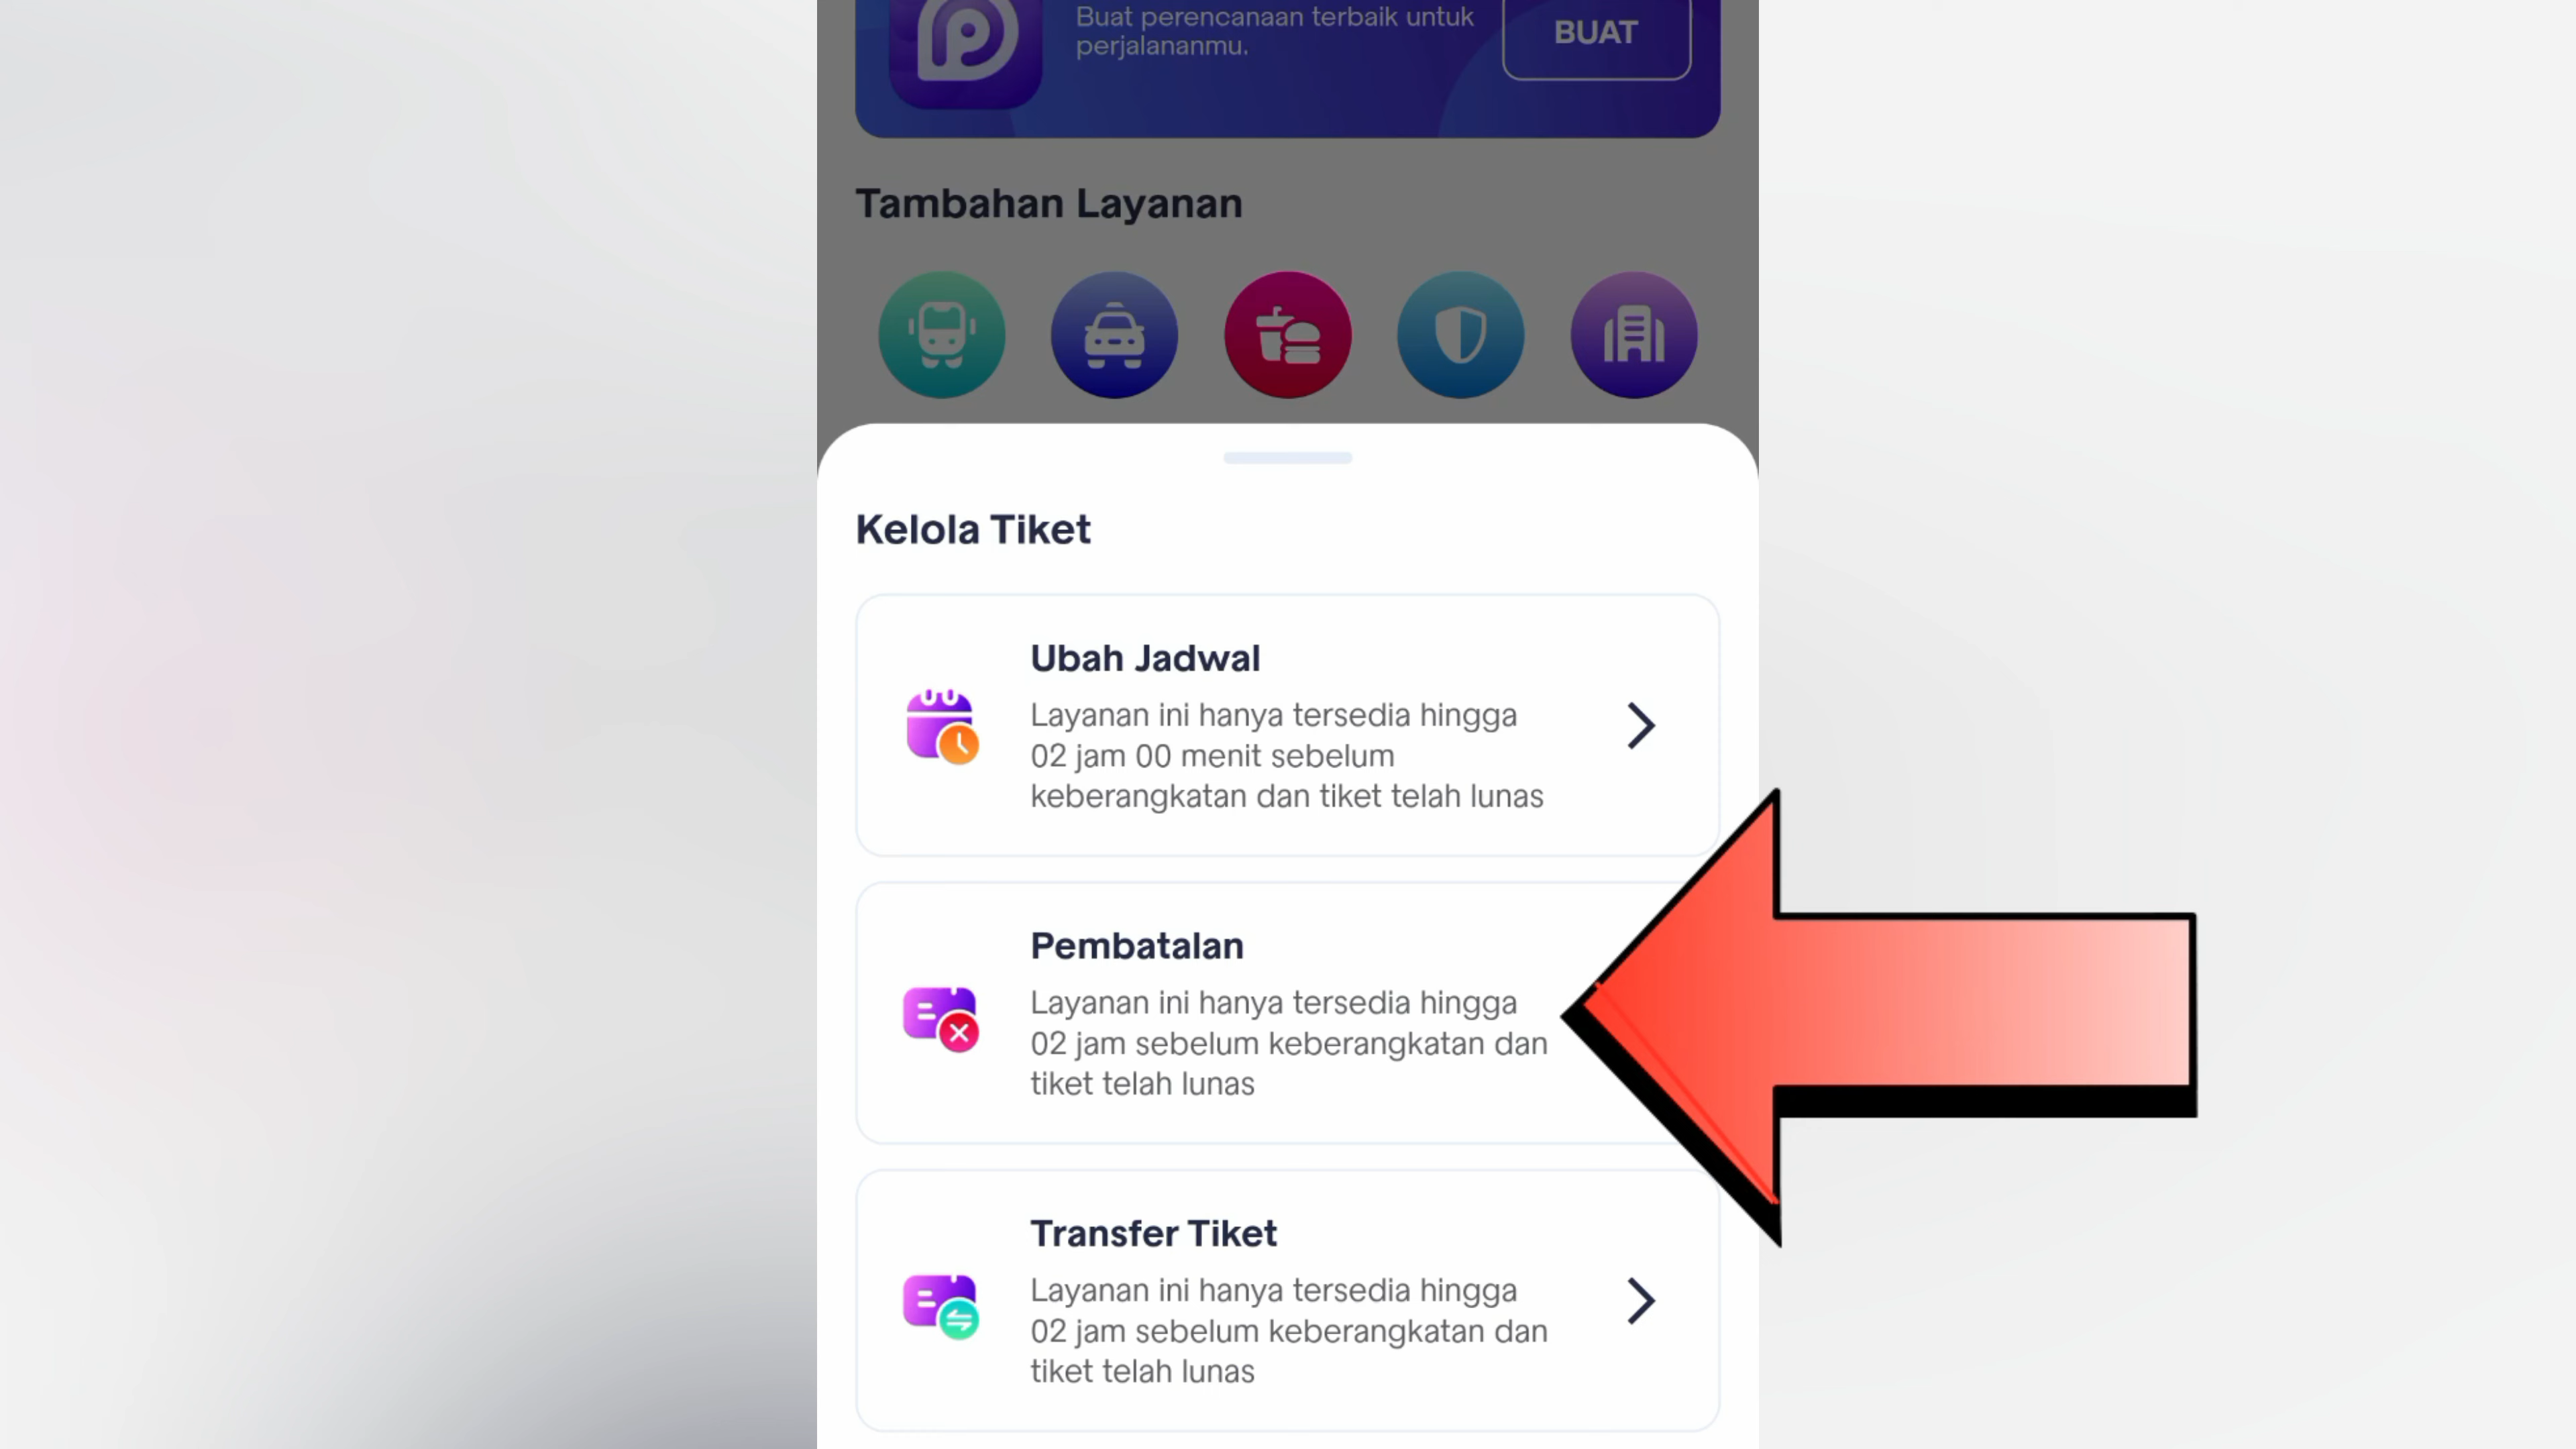 Buat perencanaan terbaik untuk
perjalananmu.
BUAT
Tambahan Layanan
Kelola Tiket
Ubah Jadwal
Layanan ini hanya tersedia hingga
02 jam 00 menit sebelum
keberangkatan dan tiket telah lunas
Pembatalan
Layanan ini hanya tersedia hingga
02 jam sebelum keberangkatan dan
tiket telah lunas
Transfer Tiket
Layanan ini hanya tersedia hingga
02 jam sebelum keberangkatan dan
tiket telah lunas